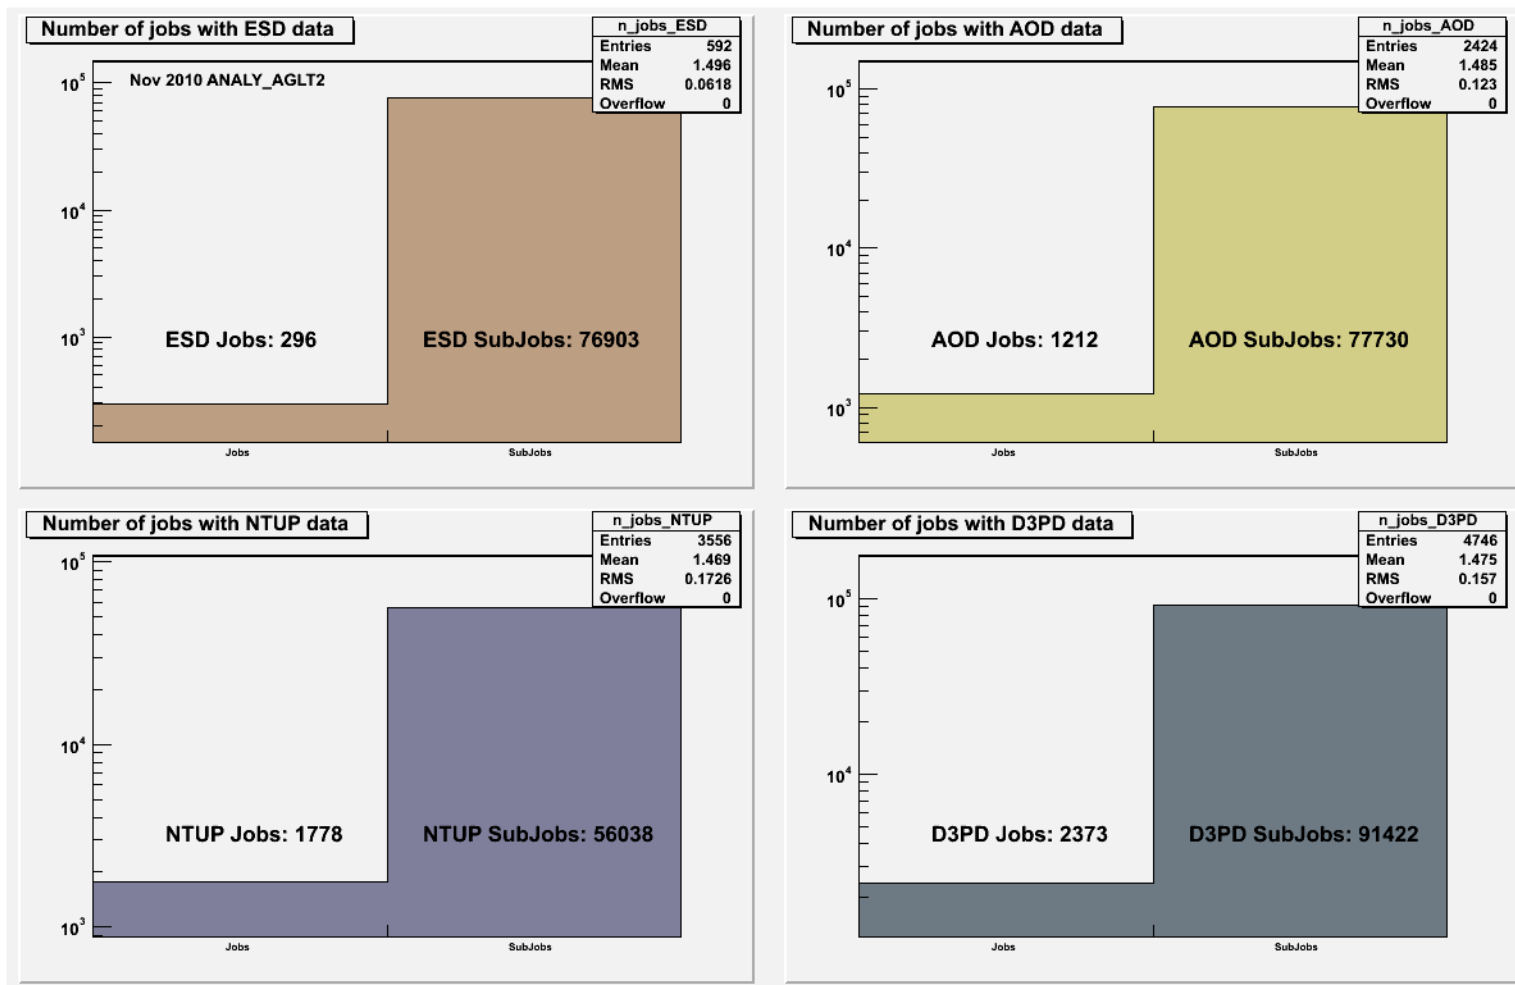 Number of jobs with ESD data
n_jobs_ESD
Entries 592
Mean 1.496
RMS 0.0618
Overflow 0
Nov 2010 ANALY_AGLT2
10^5
10^4
10^3
ESD Jobs: 296
ESD SubJobs: 76903
Jobs
SubJobs
Number of jobs with AOD data
n_jobs_AOD
Entries 2424
Mean 1.485
RMS 0.123
Overflow 0
10^5
10^4
10^3
AOD Jobs: 1212
AOD SubJobs: 77730
Jobs
SubJobs
Number of jobs with NTUP data
n_jobs_NTUP
Entries 3556
Mean 1.469
RMS 0.1726
Overflow 0
10^5
10^4
10^3
NTUP Jobs: 1778
NTUP SubJobs: 56038
Jobs
SubJobs
Number of jobs with D3PD data
n_jobs_D3PD
Entries 4746
Mean 1.475
RMS 0.157
Overflow 0
10^5
10^4
D3PD Jobs: 2373
D3PD SubJobs: 91422
Jobs
SubJobs